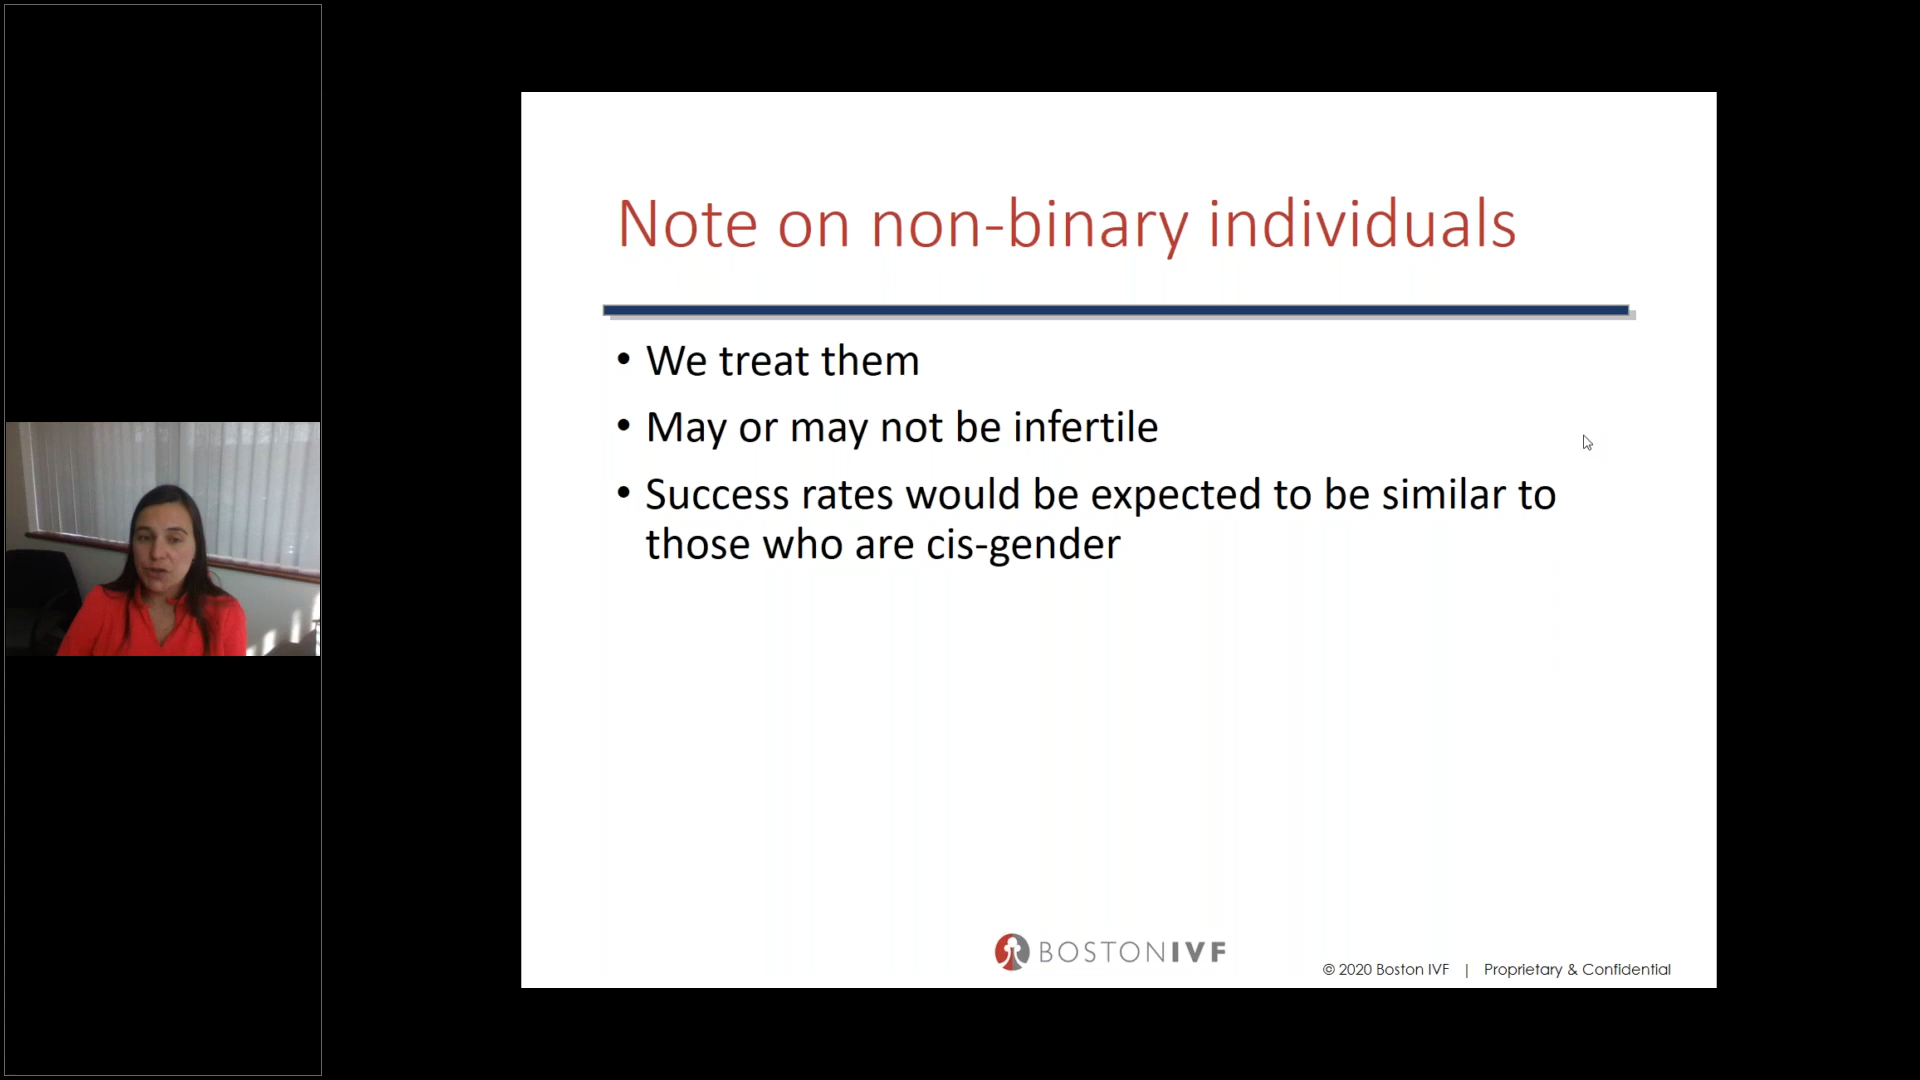 Note on non-binary individuals
• We treat them
• May or may not be infertile
• Success rates would be expected to be similar to
those who are cis-gender
BOSTONIVF
© 2020 Boston IVF | Proprietary & Confidential